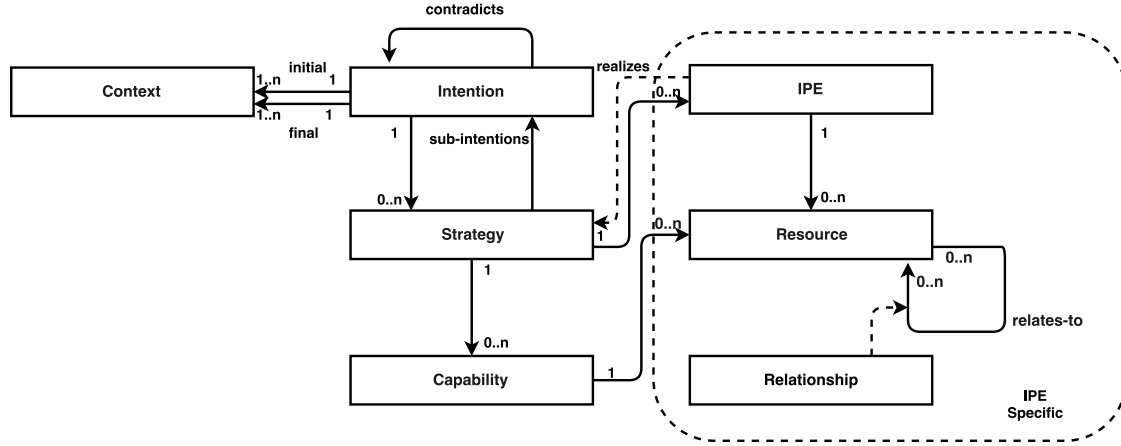 contradicts
initial
realizes
1..n
1
Context
Intention
IPE
0..n
1..n
1
final
1
sub-intentions
1
0..n
0..n
0..n
1
Strategy
Resource
1
0..n
0..n
relates-to
0..n
Capability
1
Relationship
IPE
Specific